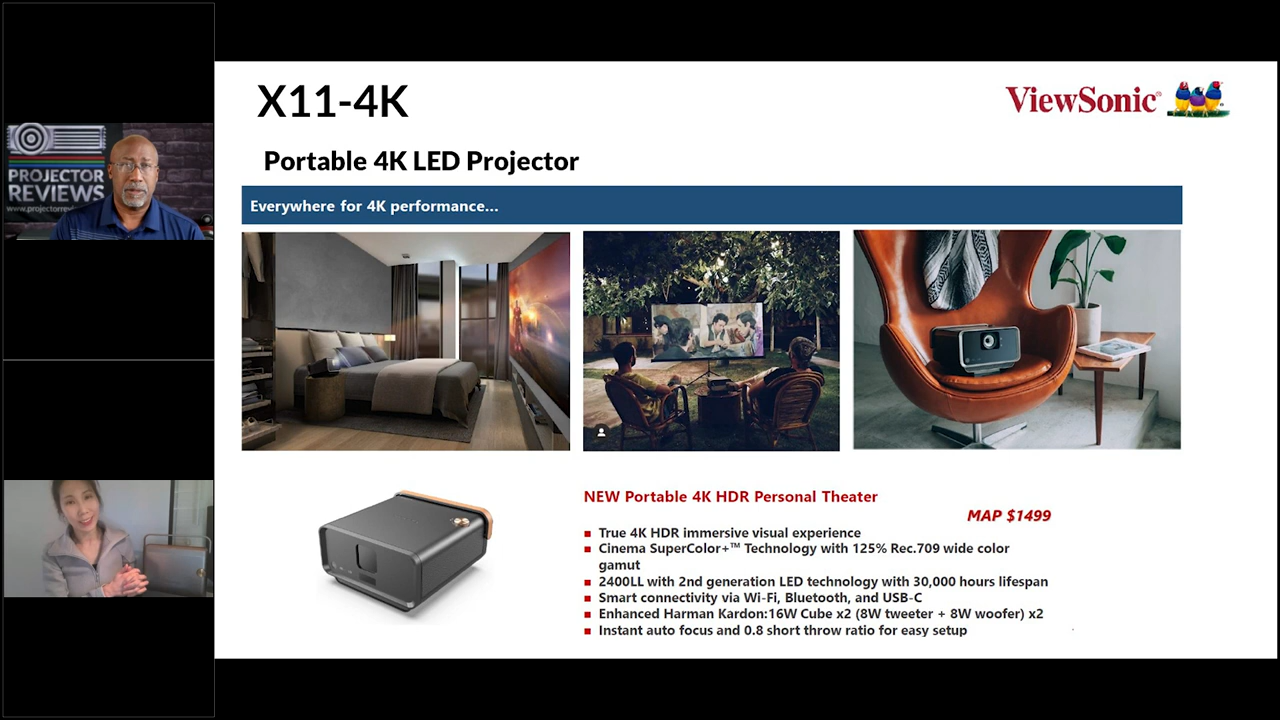 X11-4K
ViewSonic®
Portable 4K LED Projector
Everywhere for 4K performance...
PROJECTOR
REVIEWS
NEW Portable 4K HDR Personal Theater
MAP $1499
True 4K HDR immersive visual experience
Cinema SuperColor+™ Technology with 125% Rec.709 wide color
gamut
2400LL with 2nd generation LED technology with 30,000 hours lifespan
Smart connectivity via Wi-Fi, Bluetooth, and USB-C
Enhanced Harman Kardon:16W Cube x2 (8W tweeter + 8W woofer) x2
Instant auto focus and 0.8 short throw ratio for easy setup